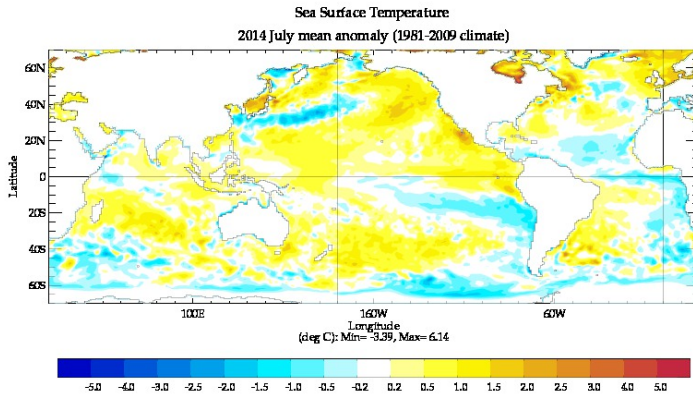 Sea Surface Temperature
2014 July mean anomaly (1981-2009 climate)
60N
40N
20N
0
20S
40S
60S
Latitude
100E
160W
60W
Longitude
(deg C): Min= -3.39, Max= 6.14
-5.0 -4.0 -3.0 -2.0 -1.5 -1.0 -0.5 -0.2 0.2 0.5 1.0 1.5 2.0 2.5 3.0 4.0 5.0